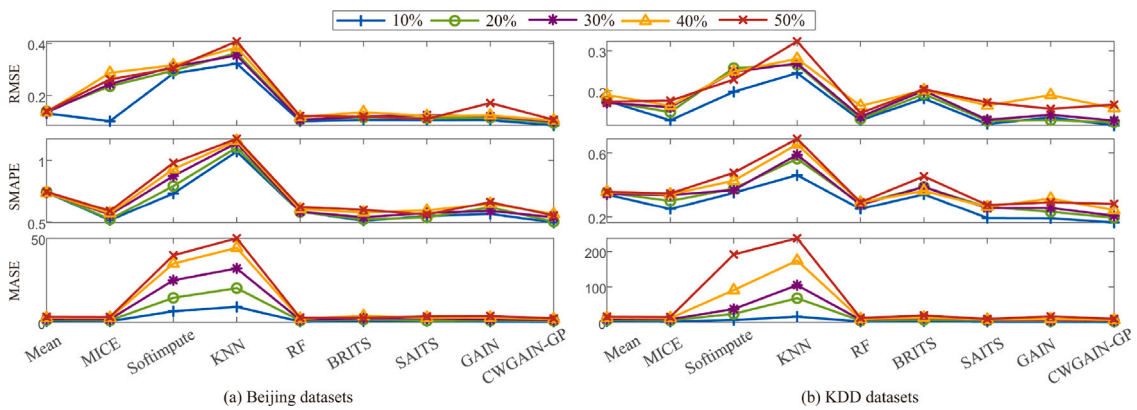 10% 20% 30% 40% 50%
RMSE
0.4
0.2
0.3
0.2
SMAPE
1
0.5
0.6
0.2
MASE
50
0
200
100
0
Mean MICE Softimpute KNN RF BRITS SAITS GAIN CWGAIN-GP
Mean MICE Softimpute KNN RF BRITS SAITS GAIN CWGAIN-GP
(a) Beijing datasets
(b) KDD datasets